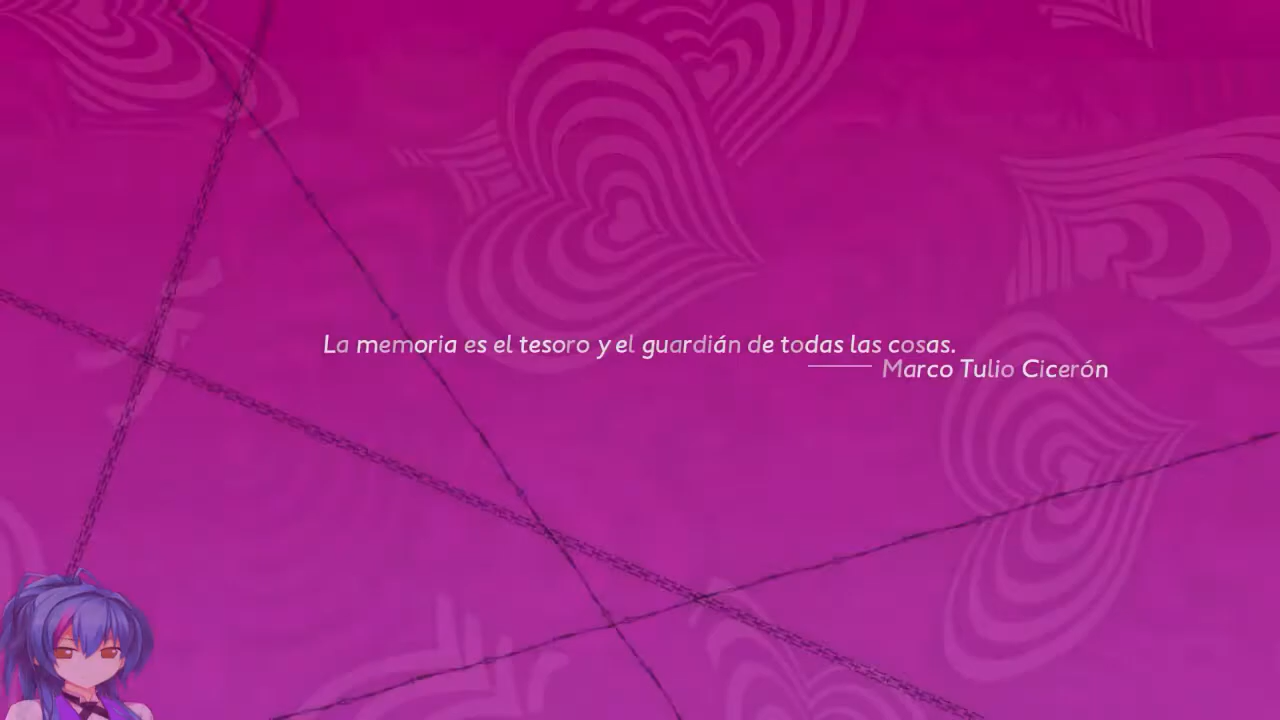 La memoria es el tesoro y el guardián de todas las cosas.
Marco Tulio Cicerón